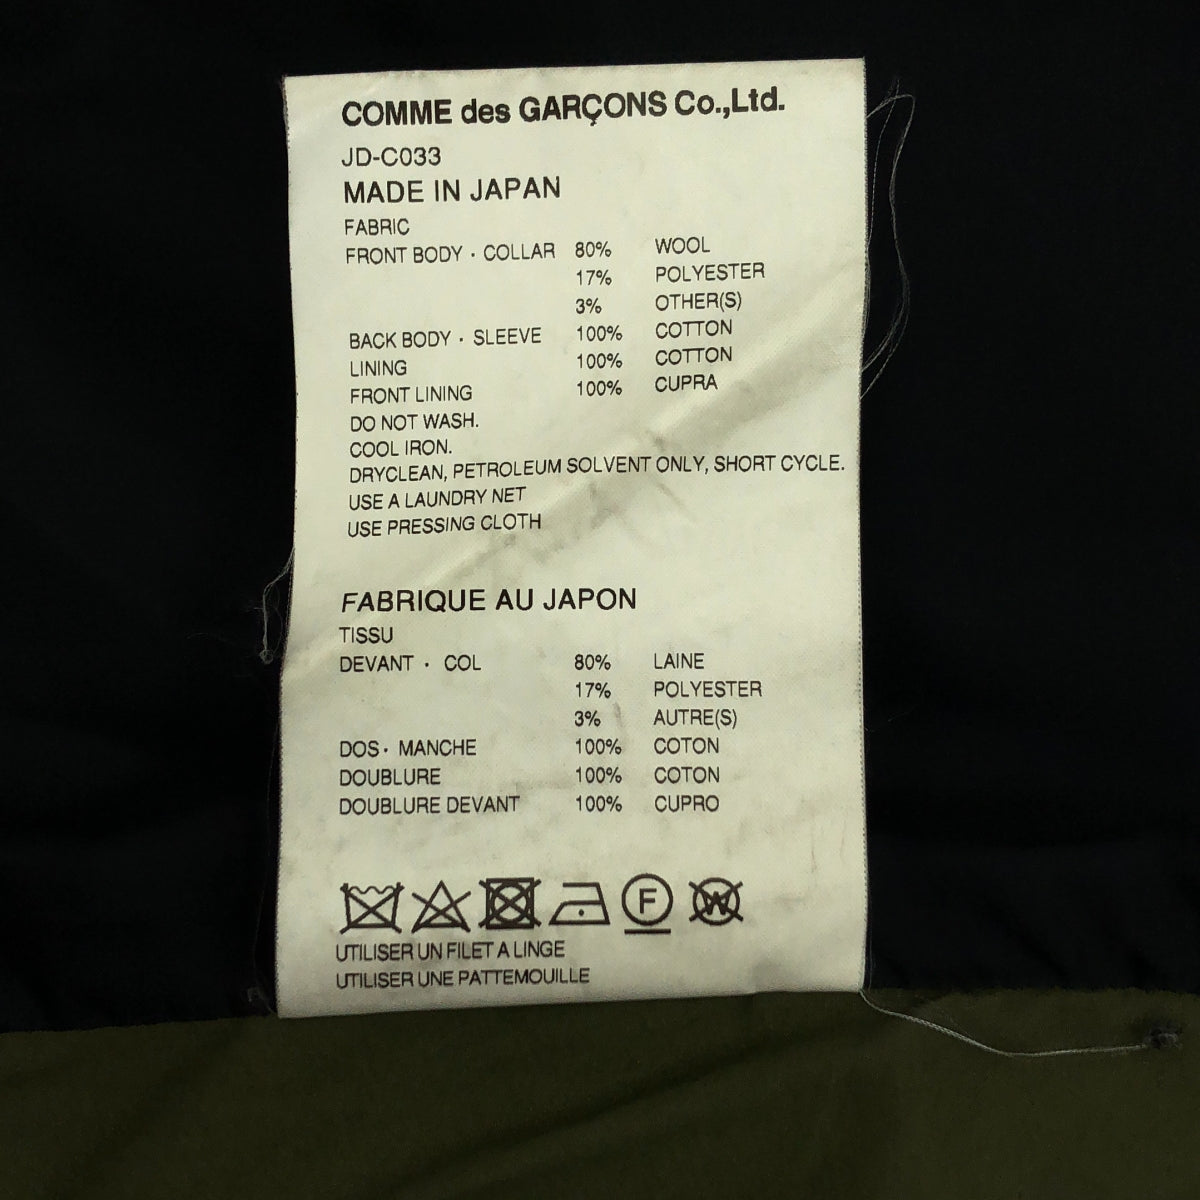 COMME des GARÇONS Co.,Ltd.
JD-C033
MADE IN JAPAN
FABRIC
FRONT BODY · COLLAR 80% WOOL
17% POLYESTER
3% OTHER(S)
BACK BODY · SLEEVE 100% COTTON
LINING 100% COTTON
FRONT LINING 100% CUPRA
DO NOT WASH.
COOL IRON.
DRYCLEAN, PETROLEUM SOLVENT ONLY, SHORT CYCLE.
USE A LAUNDRY NET
USE PRESSING CLOTH
FABRIQUE AU JAPON
TISSU
DEVANT · COL 80% LAINE
17% POLYESTER
3% AUTRE(S)
DOS · MANCHE 100% COTON
DOUBLURE 100% COTON
DOUBLURE DEVANT 100% CUPRO
F W
UTILISER UN FILET A LINGE
UTILISER UNE PATTEMOUILLE